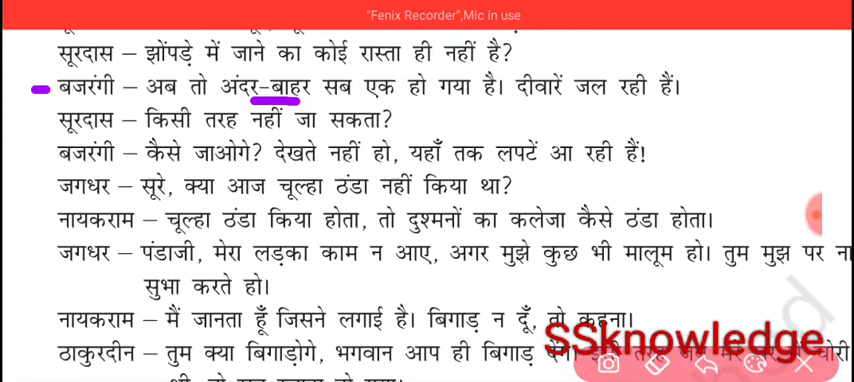 "Fenix Recorder",Mic in use
सूरदास – झोंपड़े में जाने का कोई रास्ता ही नहीं है?
बजरंगी – अब तो अंदर-बाहर सब एक हो गया है। दीवारें जल रही हैं।
सूरदास – किसी तरह नहीं जा सकता?
बजरंगी – कैसे जाओगे? देखते नहीं हो, यहाँ तक लपटें आ रही हैं!
जगधर – सूरे, क्या आज चूल्हा ठंडा नहीं किया था?
नायकराम – चूल्हा ठंडा किया होता, तो दुश्मनों का कलेजा कैसे ठंडा होता।
जगधर – पंडाजी, मेरा लड़का काम न आए, अगर मुझे कुछ भी मालूम हो। तुम मुझ पर ना
सुभा करते हो।
नायकराम – मैं जानता हूँ जिसने लगाई है। बिगाड़ न दूँ, तो कहना।
SSknowledge
ठाकुरदीन – तुम क्या बिगाड़ोगे, भगवान आप ही बिगाड़ देंगे।